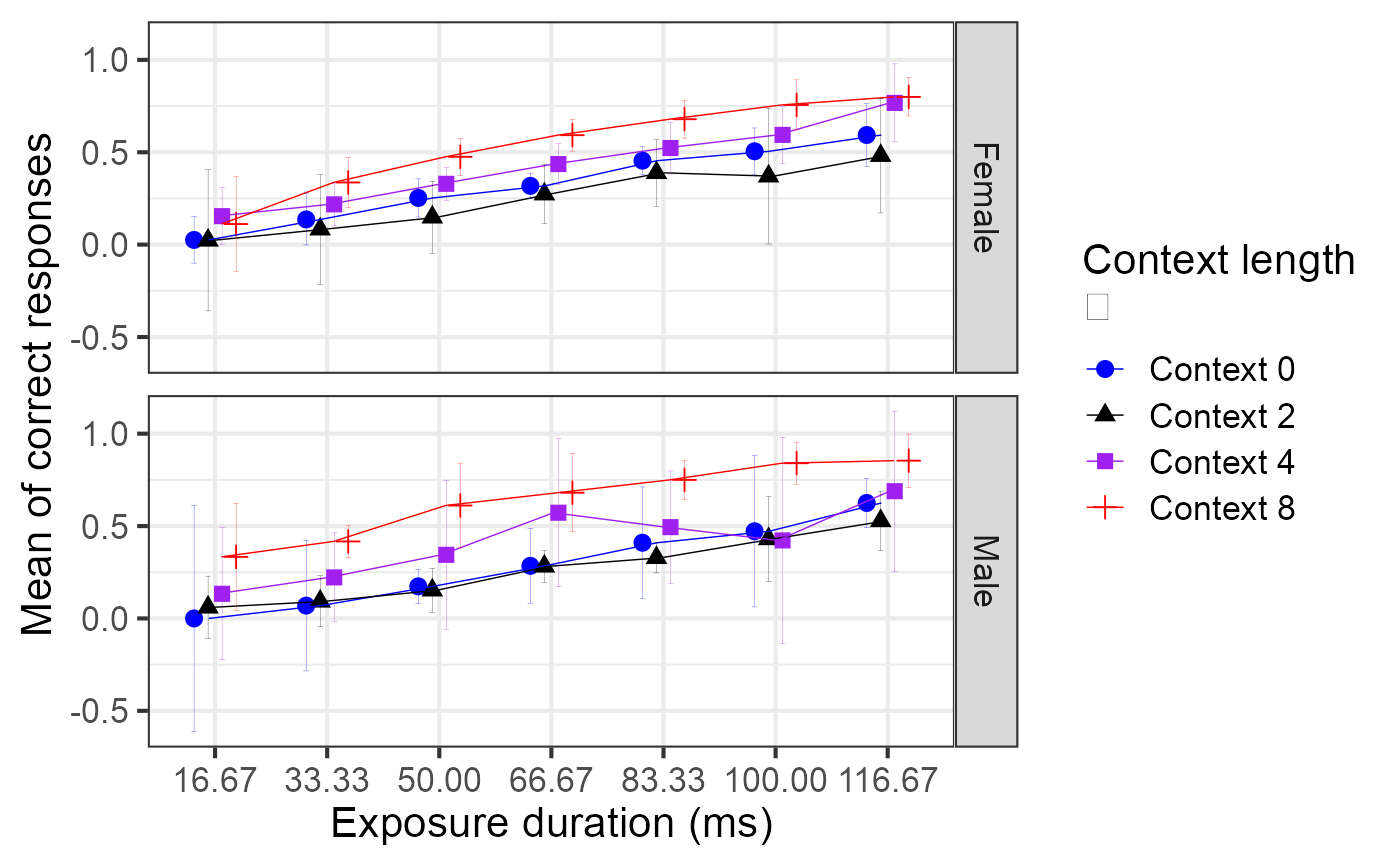 Mean of correct responses
1.0
0.5
0.0
-0.5
Female
1.0
0.5
0.0
-0.5
Male
16.67 33.33 50.00 66.67 83.33 100.00 116.67
Exposure duration (ms)
Context length
Context 0
Context 2
Context 4
Context 8